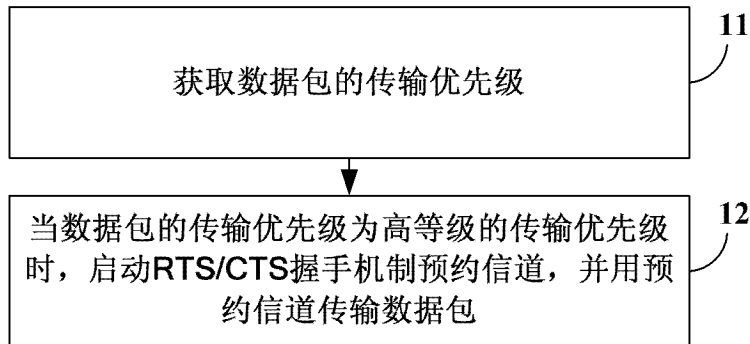 11
获取数据包的传输优先级
12
当数据包的传输优先级为高等级的传输优先级
时，启动RTS/CTS握手机制预约信道，并用预
约信道传输数据包